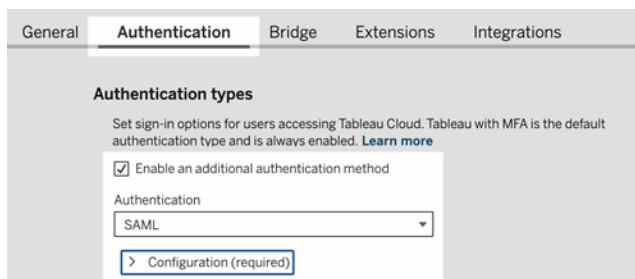 General Authentication Bridge Extensions Integrations
Authentication types
Set sign-in options for users accessing Tableau Cloud. Tableau with MFA is the default
authentication type and is always enabled. Learn more
Enable an additional authentication method
Authentication
SAML
Configuration (required)